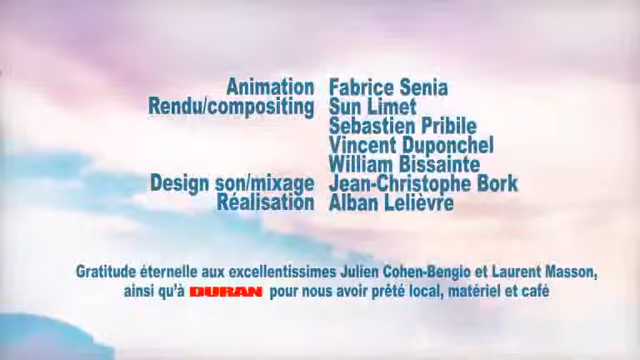 Animation Fabrice Senia
Rendu/compositing Sun Limet
Sebastien Pribile
Vincent Duponchel
William Bissainte
Design son/mixage Jean-Christophe Bork
Réalisation Alban Lelièvre
Gratitude éternelle aux excellentissimes Julien Cohen-Bengio et Laurent Masson,
ainsi qu'à DURAN pour nous avoir prêté local, matériel et café